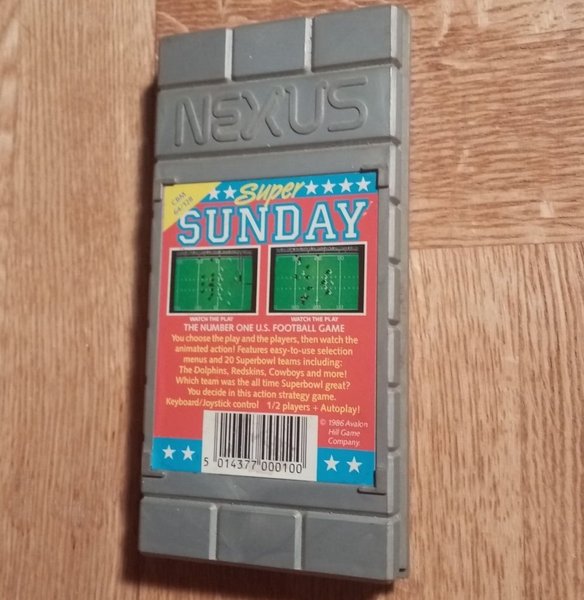 NEXUS
CBM
64/128
Super
SUNDAY
WATCH THE PLAY
WATCH THE PLAY
THE NUMBER ONE U.S. FOOTBALL GAME
You choose the play and the players, then watch the
animated action! Features easy-to-use selection
menus and 20 Superbowl teams including:
The Dolphins, Redskins, Cowboys and more!
Which team was the all time Superbowl great?
You decide in this action strategy game.
Keyboard/Joystick control 1/2 players + Autoplay!
© 1986 Avalon
Hill Game
Company.
5 014377 000100